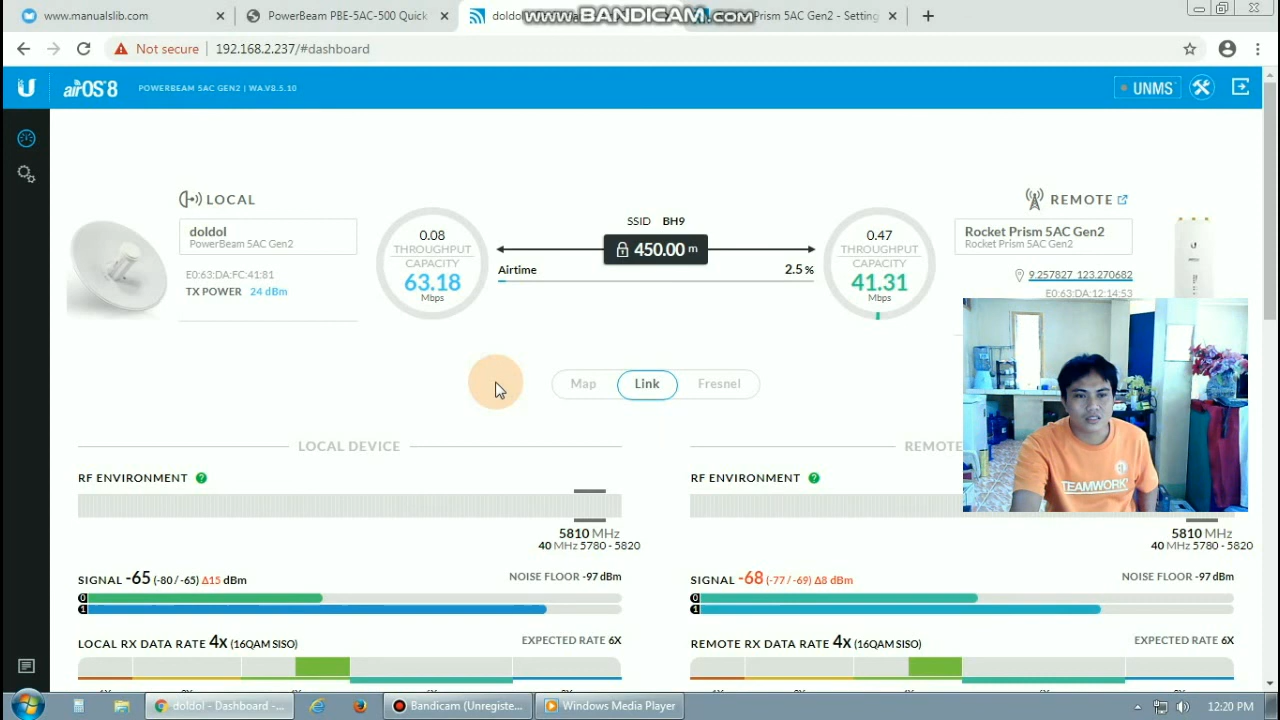 www.manualslib.com
PowerBeam PBE-5AC-500 Quick
doldo
www.BANDICAM.com
Prism 5AC Gen2 - Setting
Not secure
192.168.2.237/#dashboard
airOS 8
POWERBEAM 5AC GEN2 | WA.V8.5.10
UNMS
LOCAL
doldol
PowerBeam 5AC Gen2
E0:63:DA:FC:41:81
TX POWER 24 dBm
0.08
THROUGHPUT
CAPACITY
63.18
Mbps
SSID BH9
450.00 m
Airtime 2.5 %
0.47
THROUGHPUT
CAPACITY
41.31
Mbps
REMOTE
Rocket Prism 5AC Gen2
Rocket Prism 5AC Gen2
9.257827 123.270682
E0:63:DA:12:14:53
Map Link Fresnel
LOCAL DEVICE
RF ENVIRONMENT ?
5810 MHz
40 MHz 5780 - 5820
SIGNAL -65 (-80 / -65) Δ15 dBm
NOISE FLOOR -97 dBm
0
1
LOCAL RX DATA RATE 4x (16QAM SISO)
EXPECTED RATE 6X
REMOTE
RF ENVIRONMENT ?
5810 MHz
40 MHz 5780 - 5820
SIGNAL -68 (-77 / -69) Δ8 dBm
NOISE FLOOR -97 dBm
0
1
REMOTE RX DATA RATE 4x (16QAM SISO)
EXPECTED RATE 6X
TEAMWORK
doldol - Dashboard -...
Bandicam (Unregiste...
Windows Media Player
12:20 PM